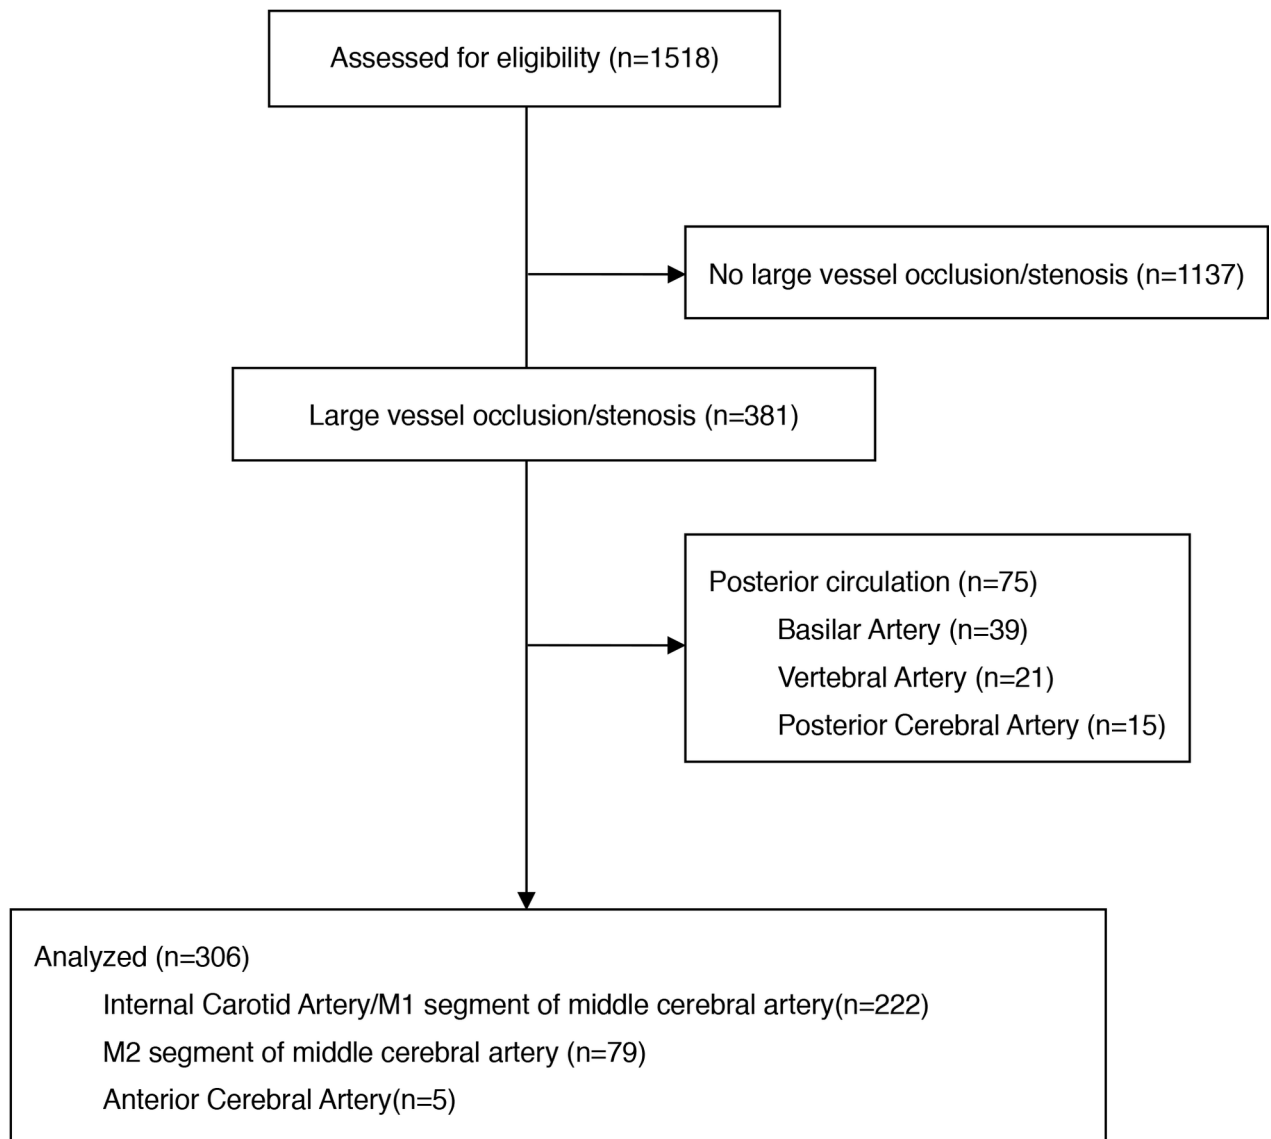 Assessed for eligibility (n=1518)
No large vessel occlusion/stenosis (n=1137)
Large vessel occlusion/stenosis (n=381)
Posterior circulation (n=75)
Basilar Artery (n=39)
Vertebral Artery (n=21)
Posterior Cerebral Artery (n=15)
Analyzed (n=306)
Internal Carotid Artery/M1 segment of middle cerebral artery(n=222)
M2 segment of middle cerebral artery (n=79)
Anterior Cerebral Artery(n=5)